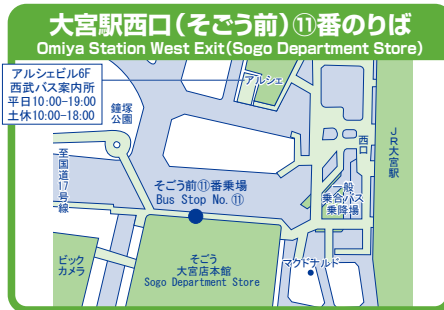 大宮駅西口(そごう前)⑪番のりば
Omiya Station West Exit(Sogo Department Store)
アルシェビル6F
西武バス案内所
平日10:00-19:00
土休10:00-18:00
アルシェ
鐘塚
公園
西口
JR大宮駅
至国道17号線
そごう前⑪番乗場
Bus Stop No.⑪
一般
乗合バス
乗降場
ビック
カメラ
そごう
大宮店本館
Sogo Department Store
マクドナルド